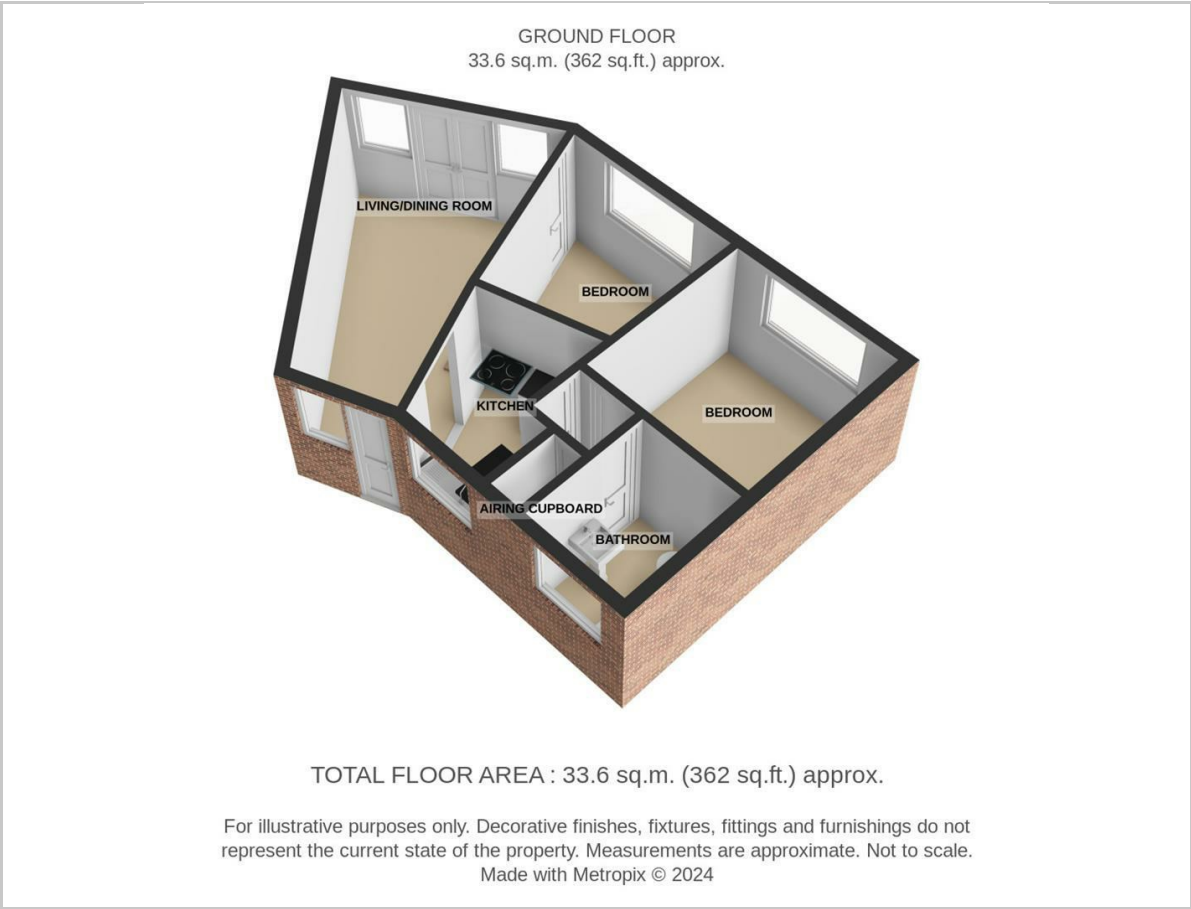 GROUND FLOOR
33.6 sq.m. (362 sq.ft.) approx.
LIVING/DINING ROOM
BEDROOM
KITCHEN
BEDROOM
AIRING CUPBOARD
BATHROOM
TOTAL FLOOR AREA : 33.6 sq.m. (362 sq.ft.) approx.
For illustrative purposes only. Decorative finishes, fixtures, fittings and furnishings do not
represent the current state of the property. Measurements are approximate. Not to scale.
Made with Metropix © 2024